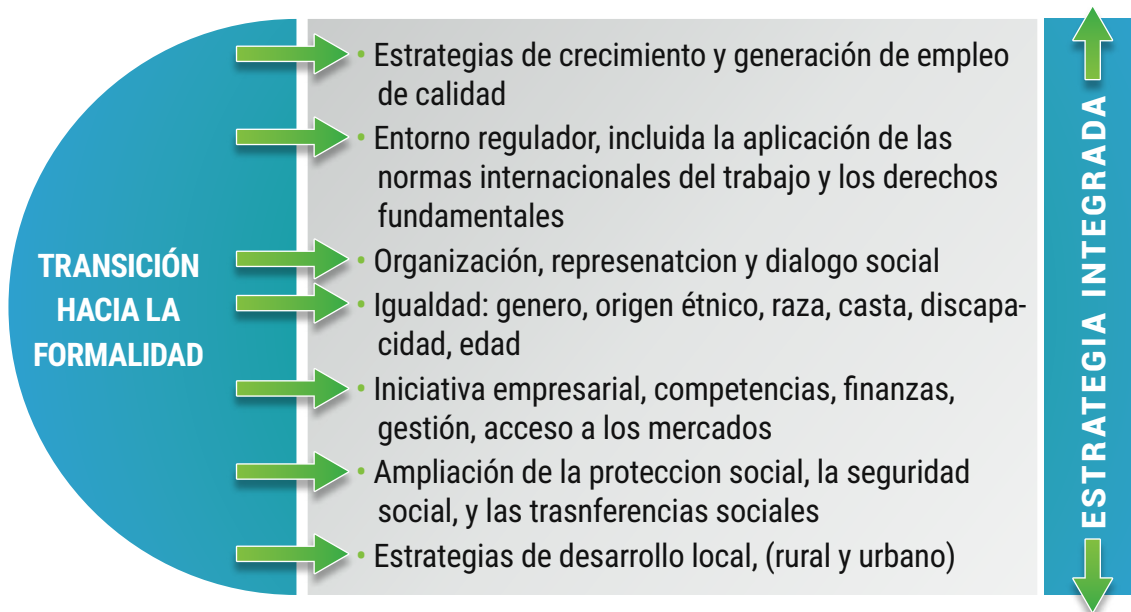 TRANSICIÓN
HACIA LA
FORMALIDAD
• Estrategias de crecimiento y generación de empleo
de calidad
• Entorno regulador, incluida la aplicación de las
normas internacionales del trabajo y los derechos
fundamentales
• Organización, represenatcion y dialogo social
• Igualdad: genero, origen étnico, raza, casta, discapa-
cidad, edad
• Iniciativa empresarial, competencias, finanzas,
gestión, acceso a los mercados
• Ampliación de la proteccion social, la seguridad
social, y las trasnferencias sociales
• Estrategias de desarrollo local, (rural y urbano)
ESTRATEGIA INTEGRADA